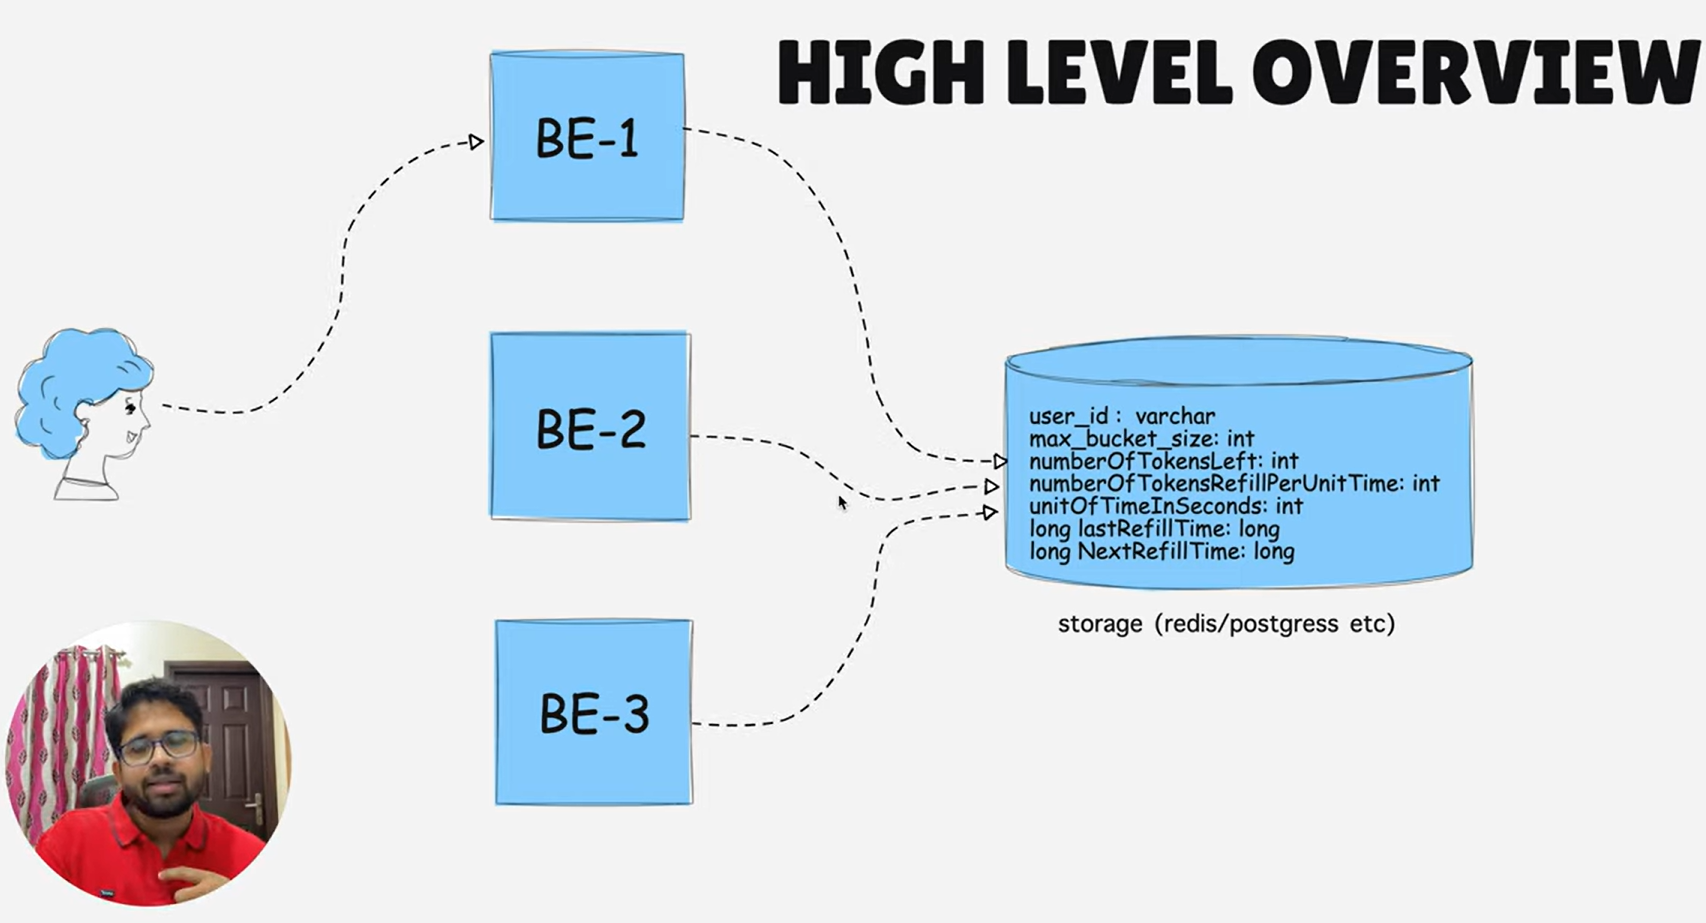 HIGH LEVEL OVERVIEW
BE-1
BE-2
BE-3
user_id : varchar
max_bucket_size: int
numberOfTokensLeft: int
numberOfTokensRefillPerUnitTime: int
unitOfTimeInSeconds: int
long lastRefillTime: long
long NextRefillTime: long
storage (redis/postgress etc)